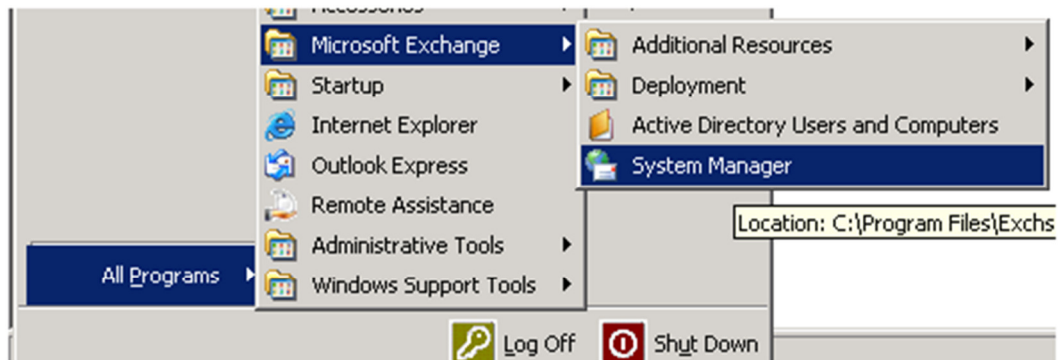 Accessories
Microsoft Exchange
Startup
Internet Explorer
Outlook Express
Remote Assistance
Administrative Tools
Windows Support Tools
Additional Resources
Deployment
Active Directory Users and Computers
System Manager
Location: C:\Program Files\Exchs
All Programs
Log Off
Shut Down